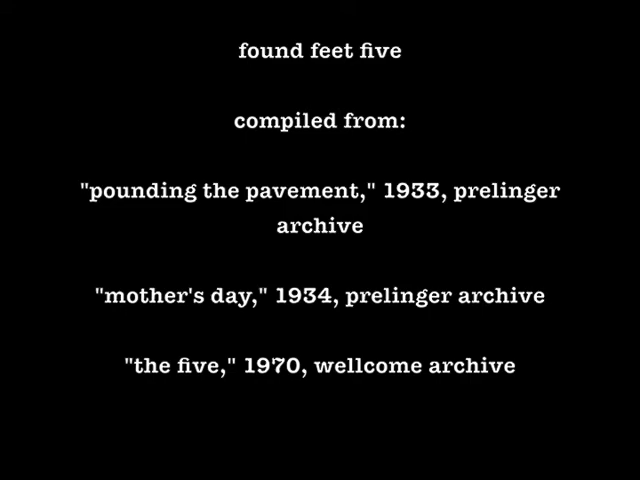 found feet five
compiled from:
"pounding the pavement," 1933, prelinger
archive
"mother's day," 1934, prelinger archive
"the five," 1970, wellcome archive